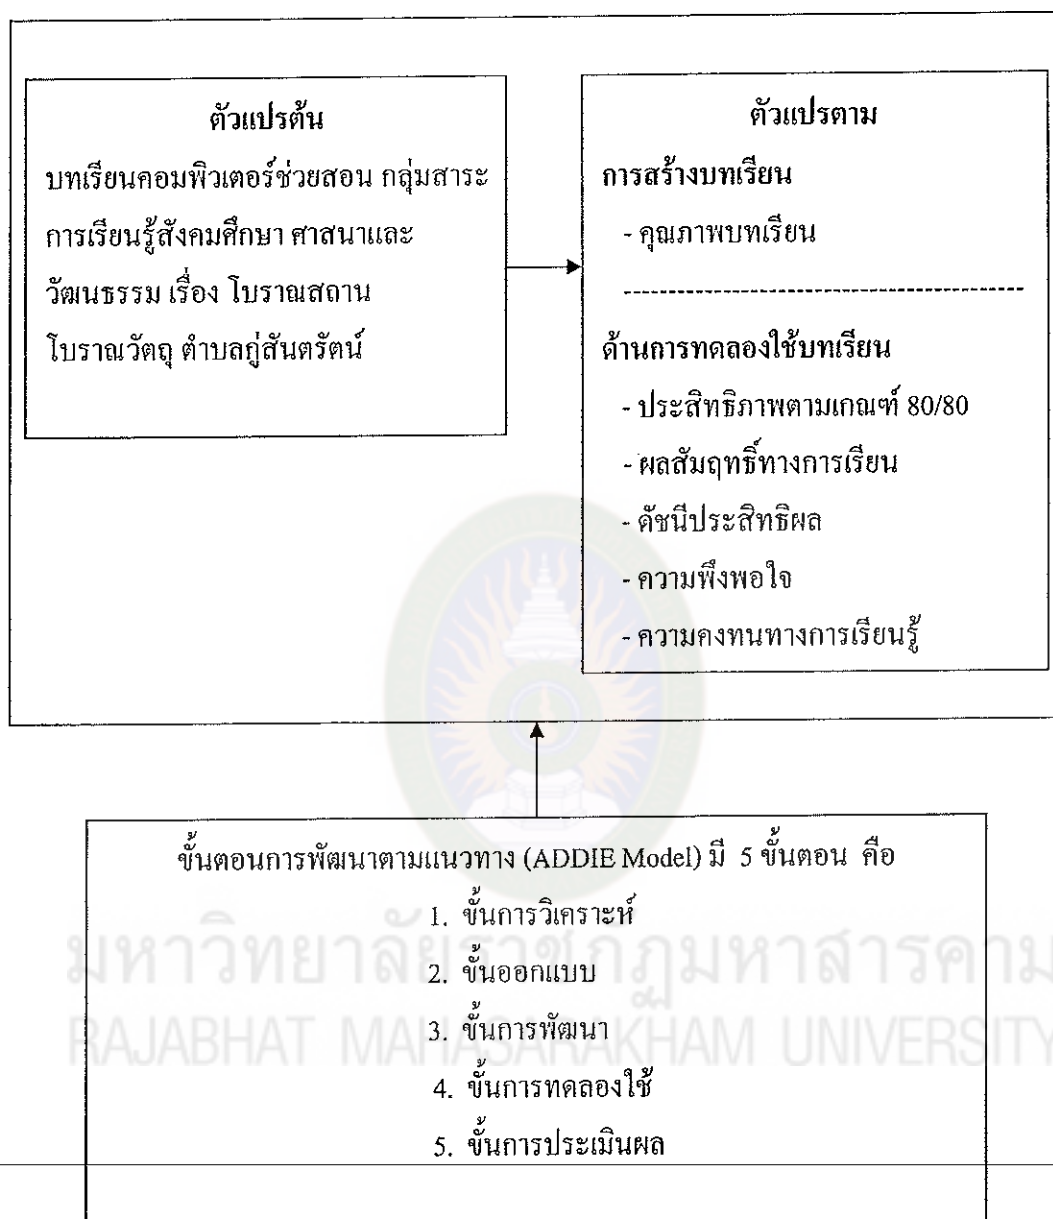 ตัวแปรต้น
บทเรียนคอมพิวเตอร์ช่วยสอน กลุ่มสาระ
การเรียนรู้สังคมศึกษา ศาสนาและ
วัฒนธรรม เรื่อง โบราณสถาน
โบราณวัตถุ ตำบลกู่สันตรัตน์
ตัวแปรตาม
การสร้างบทเรียน
- คุณภาพบทเรียน
ด้านการทดลองใช้บทเรียน
- ประสิทธิภาพตามเกณฑ์ 80/80
- ผลสัมฤทธิ์ทางการเรียน
- ดัชนีประสิทธิผล
- ความพึงพอใจ
- ความคงทนทางการเรียนรู้
ขั้นตอนการพัฒนาตามแนวทาง (ADDIE Model) มี 5 ขั้นตอน คือ
1. ขั้นการวิเคราะห์
2. ขั้นออกแบบ
3. ขั้นการพัฒนา
4. ขั้นการทดลองใช้
5. ขั้นการประเมินผล
มหาวิทยาลัยราชภัฏมหาสารคาม
RAJABHAT MAHASARAKHAM UNIVERSITY